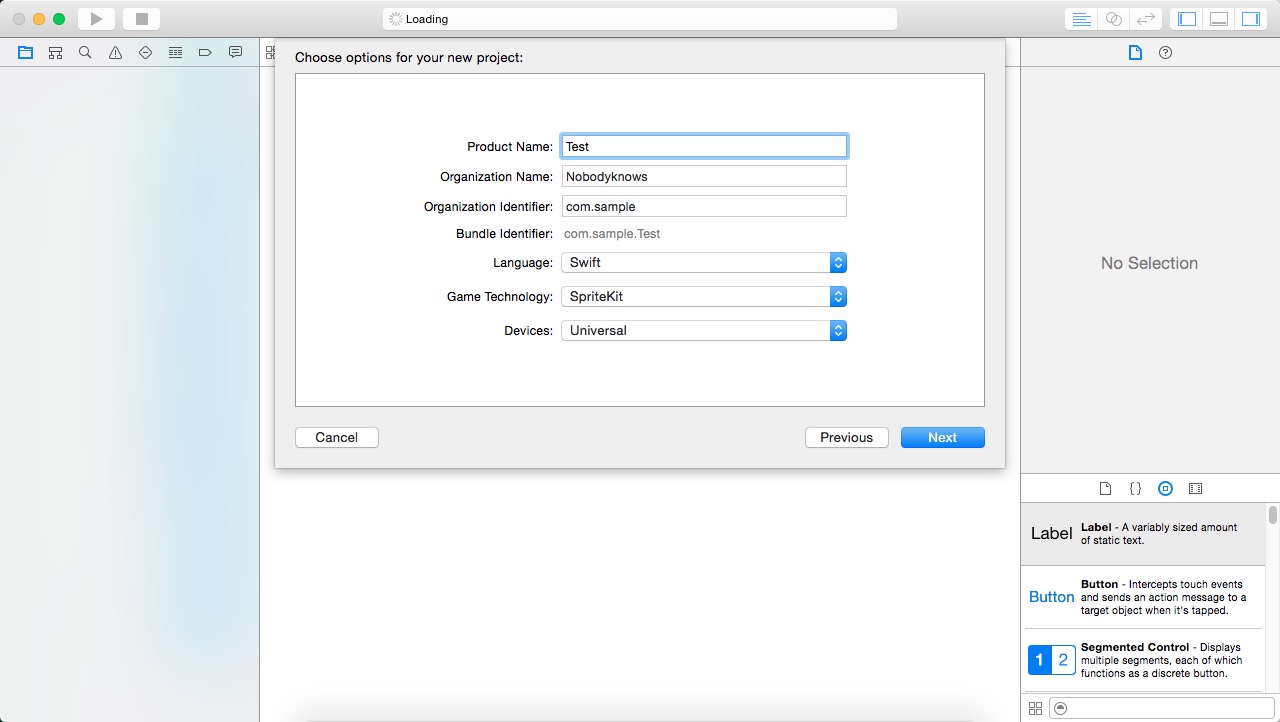 Loading
Choose options for your new project:
Product Name: Test
Organization Name: Nobodyknows
Organization Identifier: com.sample
Bundle Identifier: com.sample.Test
Language: Swift
Game Technology: SpriteKit
Devices: Universal
Cancel
Previous
Next
No Selection
{}
Label
Label - A variably sized amount
of static text.
Button
Button - Intercepts touch events
and sends an action message to a
target object when it's tapped.
1 2
Segmented Control - Displays
multiple segments, each of which
functions as a discrete button.